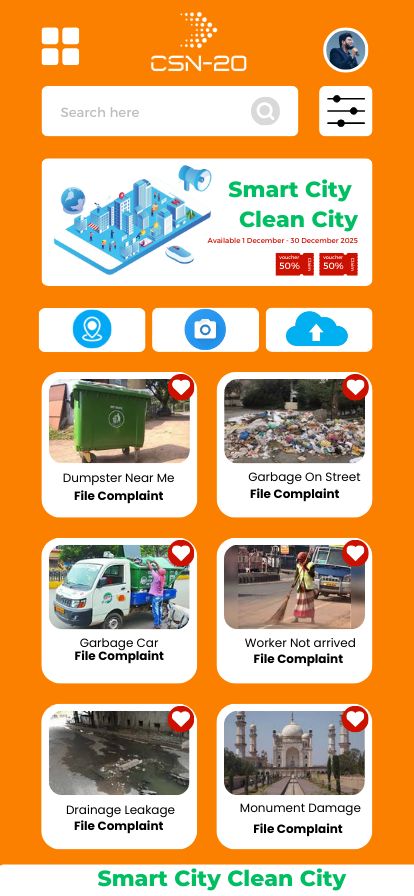 CSN-20
Search here
Smart City
Clean City
Available 1 December - 30 December 2025
voucher
50%
Claim
voucher
50%
Claim
Dumpster Near Me
File Complaint
Garbage On Street
File Complaint
Garbage Car
File Complaint
Worker Not arrived
File Complaint
Drainage Leakage
File Complaint
Monument Damage
File Complaint
Smart City Clean City